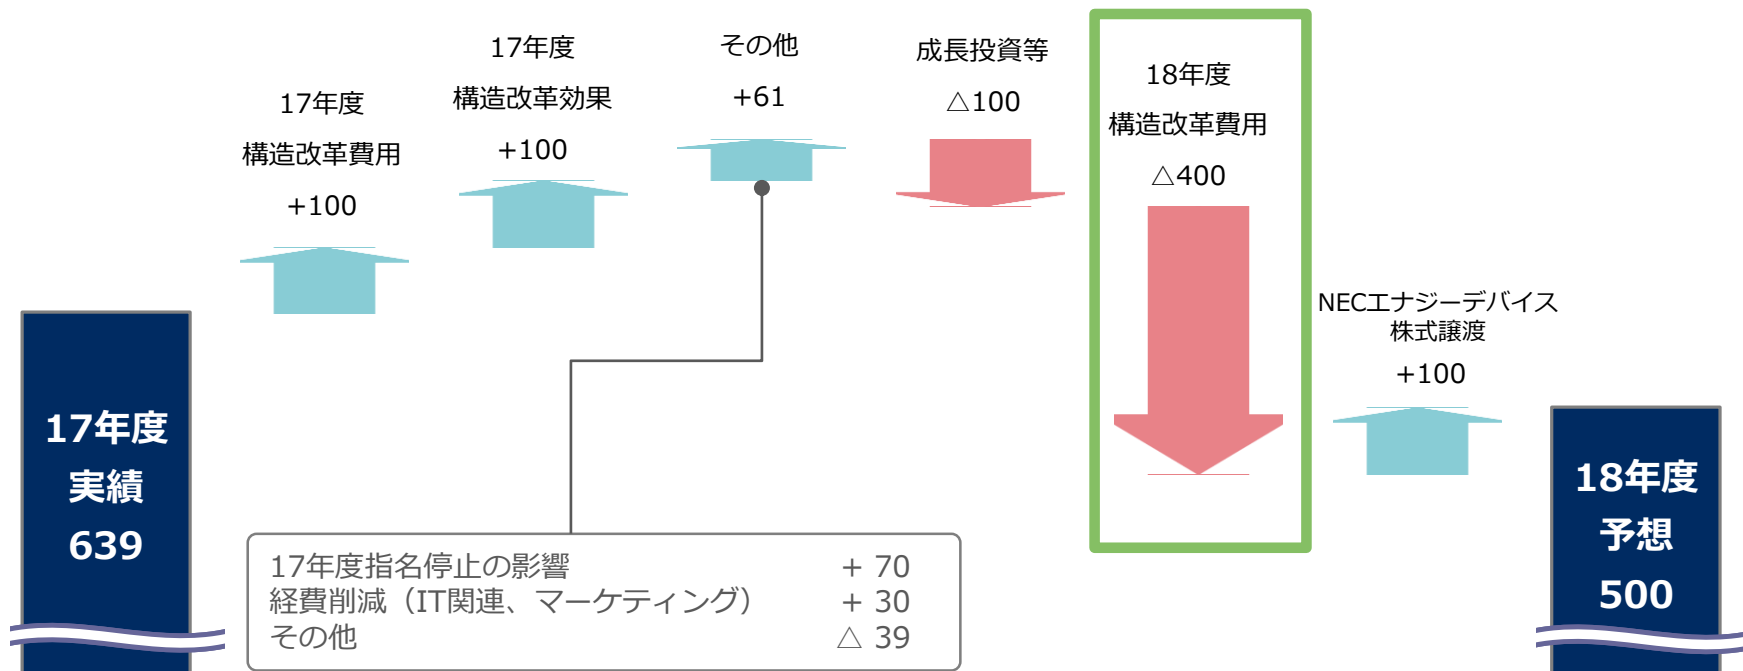 17年度
実績
639
17年度
構造改革費用
+100
17年度
構造改革効果
+100
その他
+61
成長投資等
△100
18年度
構造改革費用
△400
NECエナジーデバイス
株式譲渡
+100
18年度
予想
500
17年度指名停止の影響 + 70
経費削減（IT関連、マーケティング） + 30
その他 △ 39